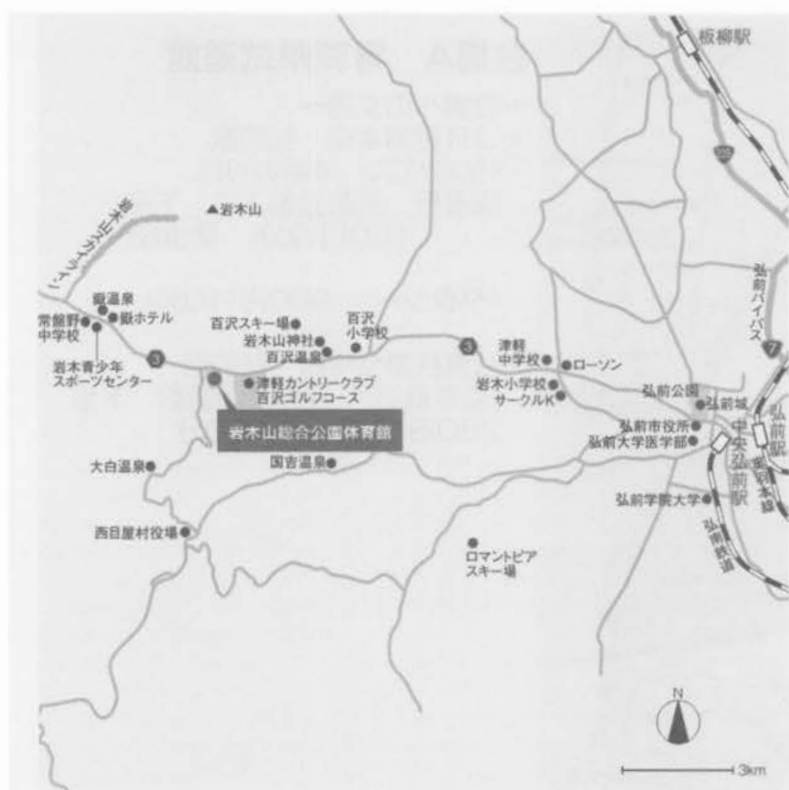 板柳駅
339
岩木山
岩木山スカイライン
弘前バイパス
7
嶽温泉
嶽ホテル
常盤野
中学校
岩木青少年
スポーツセンター
3
百沢スキー場
岩木山神社
百沢温泉
百沢
小学校
3
津軽
中学校
ローソン
岩木小学校
サークルK
津軽カントリークラブ
百沢ゴルフコース
弘前公園
弘前城
弘前市役所
弘前大学医学部
中央弘前駅
弘前駅
奥羽本線
岩木山総合公園体育館
大白温泉
国吉温泉
弘前学院大学
弘南鉄道
西目屋村役場
ロマントピア
スキー場
N
3km